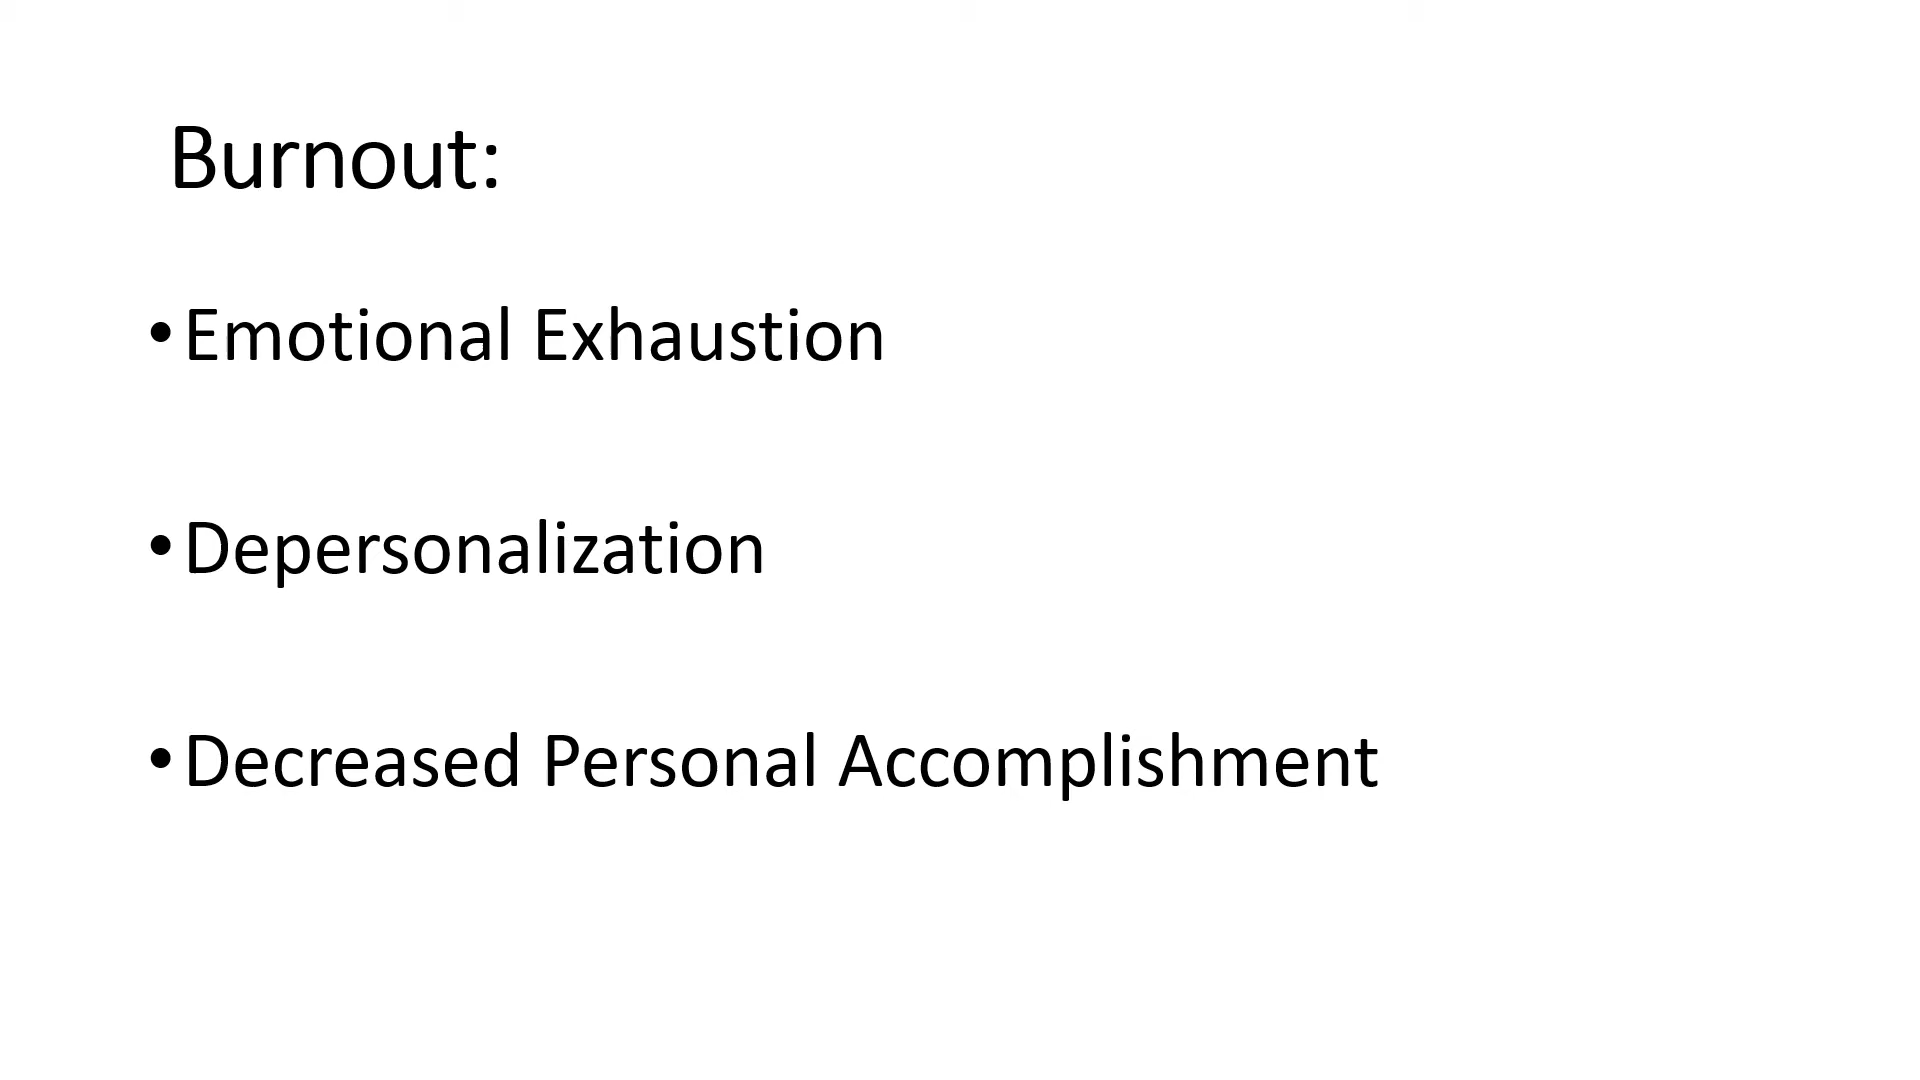 Burnout:
• Emotional Exhaustion
• Depersonalization
• Decreased Personal Accomplishment